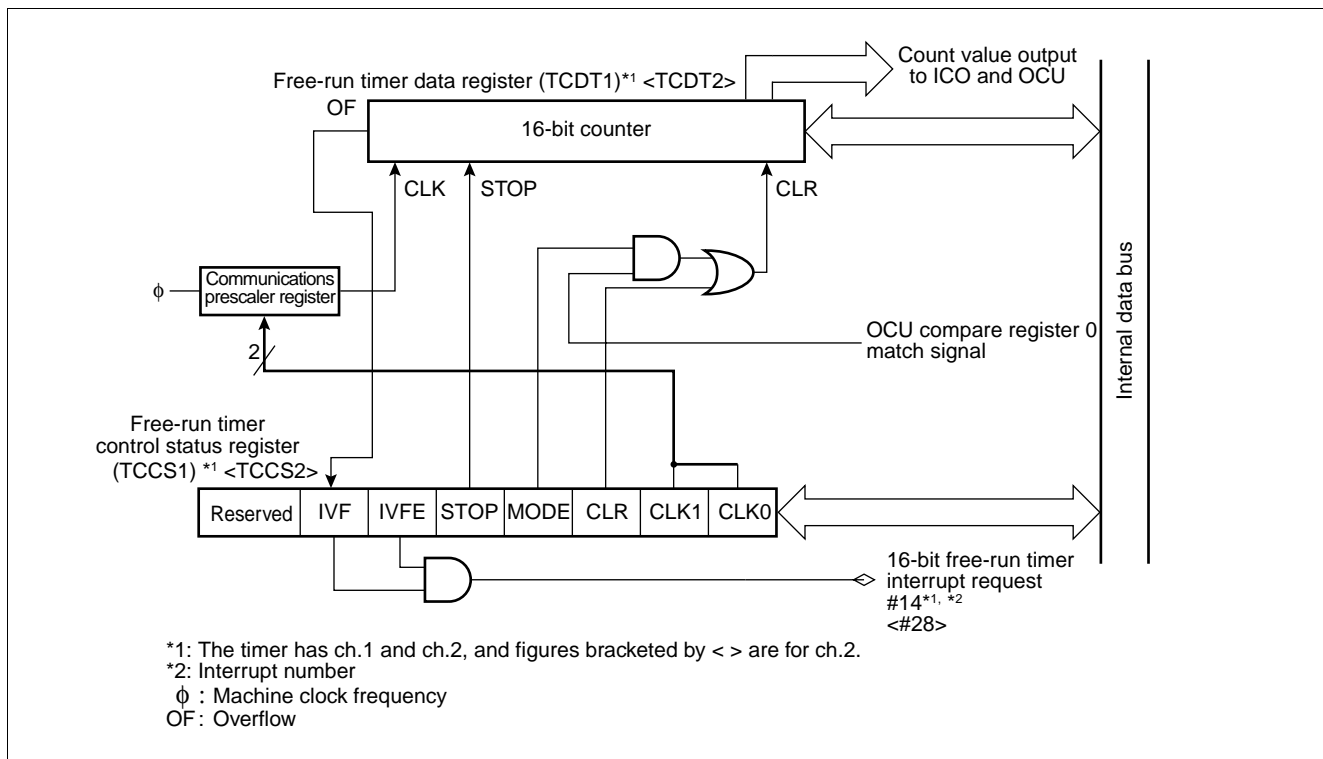 Count value output
to ICO and OCU
Free-run timer data register (TCDT1)*1 <TCDT2>
OF
16-bit counter
CLK
STOP
CLR
Internal data bus
Communications
prescaler register
ϕ
OCU compare register 0
match signal
2
Free-run timer
control status register
(TCCS1) *1 <TCCS2>
Reserved IVF IVFE STOP MODE CLR CLK1 CLK0
16-bit free-run timer
interrupt request
#14*1, *2
<#28>
*1: The timer has ch.1 and ch.2, and figures bracketed by < > are for ch.2.
*2: Interrupt number
ϕ : Machine clock frequency
OF : Overflow